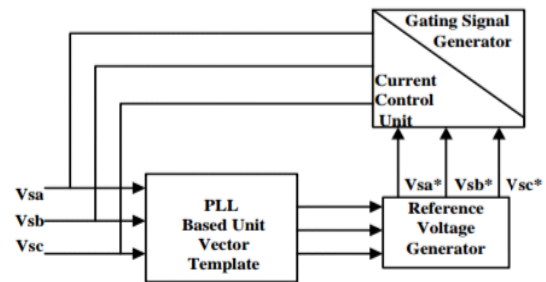 Gating Signal
Generator
Current
Control
Unit
Vsa
Vsb
Vsc
PLL
Based Unit
Vector
Template
Vsa* Vsb* Vsc*
Reference
Voltage
Generator